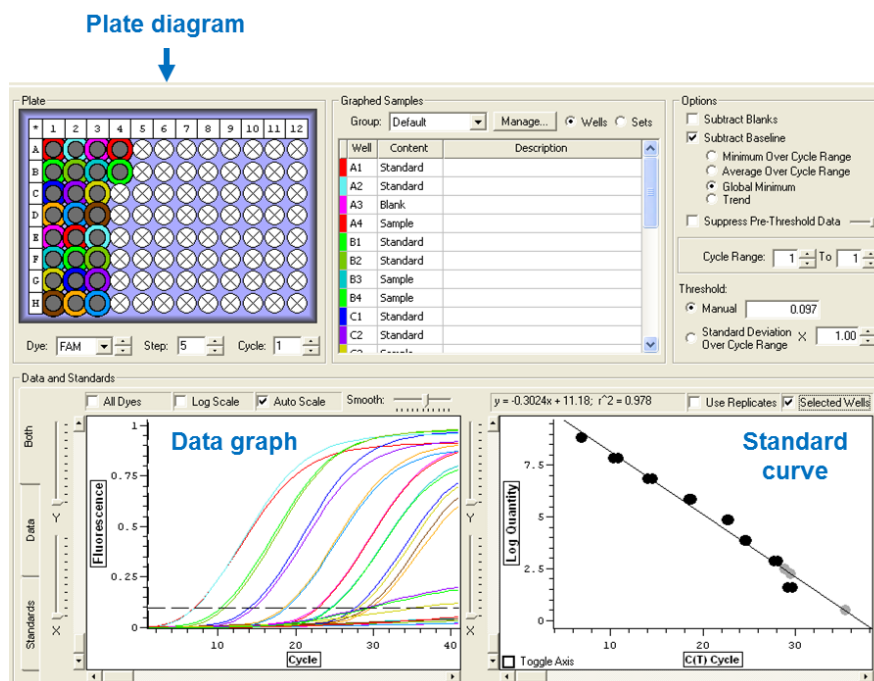 Plate diagram
Plate
* 1 2 3 4 5 6 7 8 9 10 11 12
A
B
C
D
E
F
G
H
Dye: FAM Step: 5 Cycle: 1
Graphed Samples
Group: Default Manage... Wells Sets
Well Content Description
A1 Standard
A2 Standard
A3 Blank
A4 Sample
B1 Standard
B2 Standard
B3 Sample
B4 Sample
C1 Standard
C2 Standard
C3 Sample
Options
Subtract Blanks
Subtract Baseline
Minimum Over Cycle Range
Average Over Cycle Range
Global Minimum
Trend
Suppress Pre-Threshold Data
Cycle Range: 1 To 1
Threshold:
Manual 0.097
Standard Deviation X 1.00
Over Cycle Range
Data and Standards
Both
Data
Standards
All Dyes Log Scale Auto Scale Smooth:
Data graph
1
0.75
0.5
0.25
0
Fluorescence
10 20 30 40
Cycle
Y
X
y = -0.3024x + 11.18; r^2 = 0.978 Use Replicates Selected Wells
Standard
curve
7.5
5
2.5
0
Log Quantity
10 20 30
Toggle Axis C(T) Cycle
Y
X